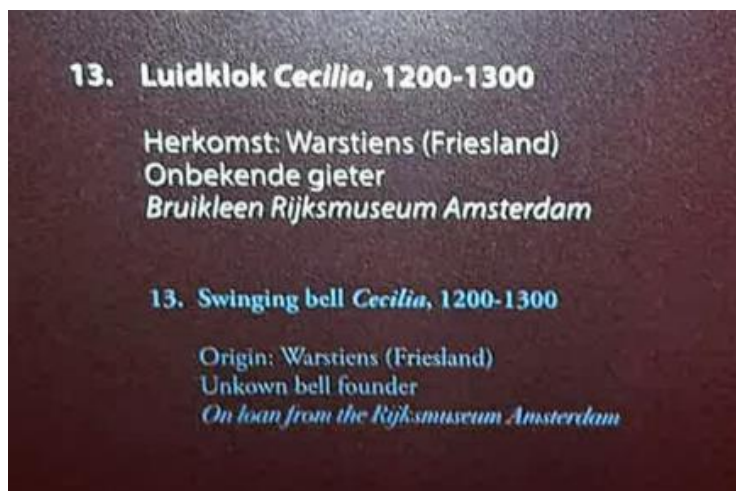 13. Luidklok Cecilia, 1200-1300
Herkomst: Warstiens (Friesland)
Onbekende gieter
Bruikleen Rijksmuseum Amsterdam
13. Swinging bell Cecilia, 1200-1300
Origin: Warstiens (Friesland)
Unkown bell founder
On loan from the Rijksmuseum Amsterdam